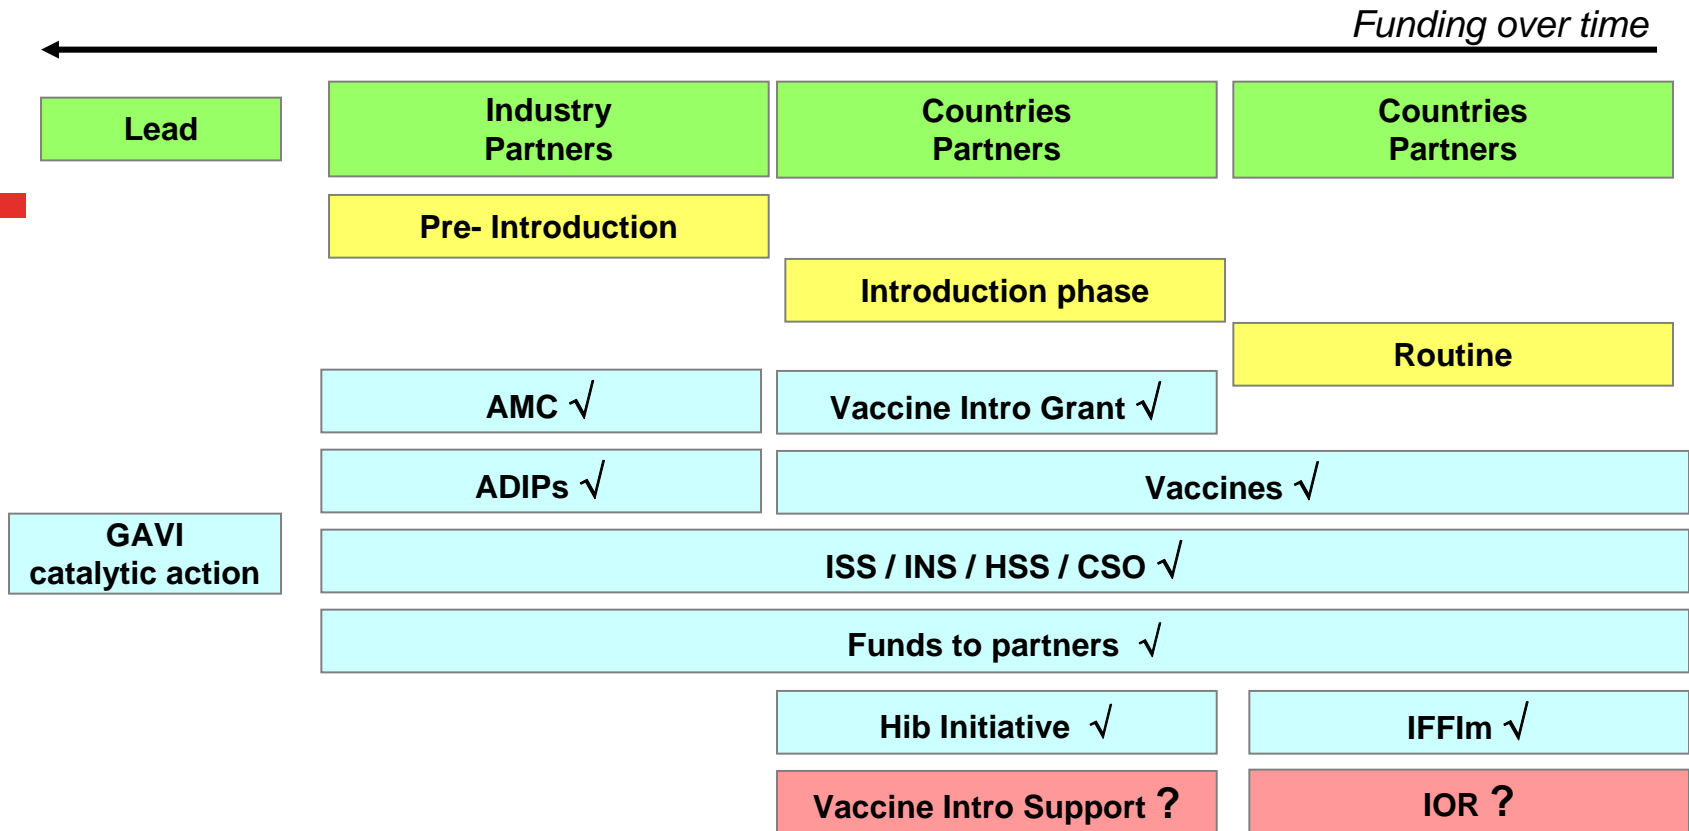 Funding over time
Lead
Industry
Partners
Countries
Partners
Countries
Partners
Pre- Introduction
Introduction phase
Routine
AMC √
Vaccine Intro Grant √
ADIPs √
Vaccines √
GAVI
catalytic action
ISS / INS / HSS / CSO √
Funds to partners √
Hib Initiative √
IFFIm √
Vaccine Intro Support ?
IOR ?